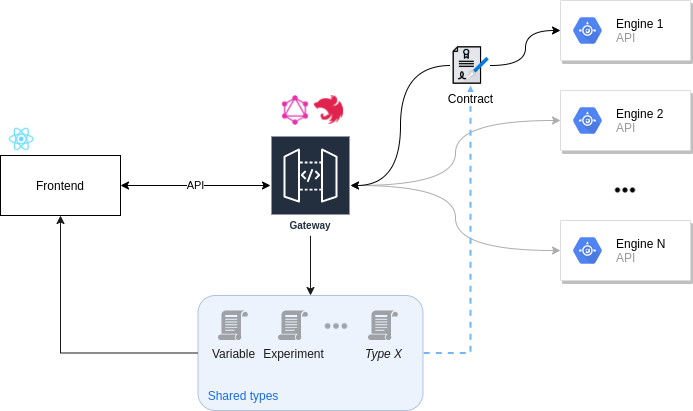 Engine 1
API
Contract
Engine 2
API
Frontend
API
</>
Gateway
Engine N
API
Variable
Experiment
Type X
Shared types